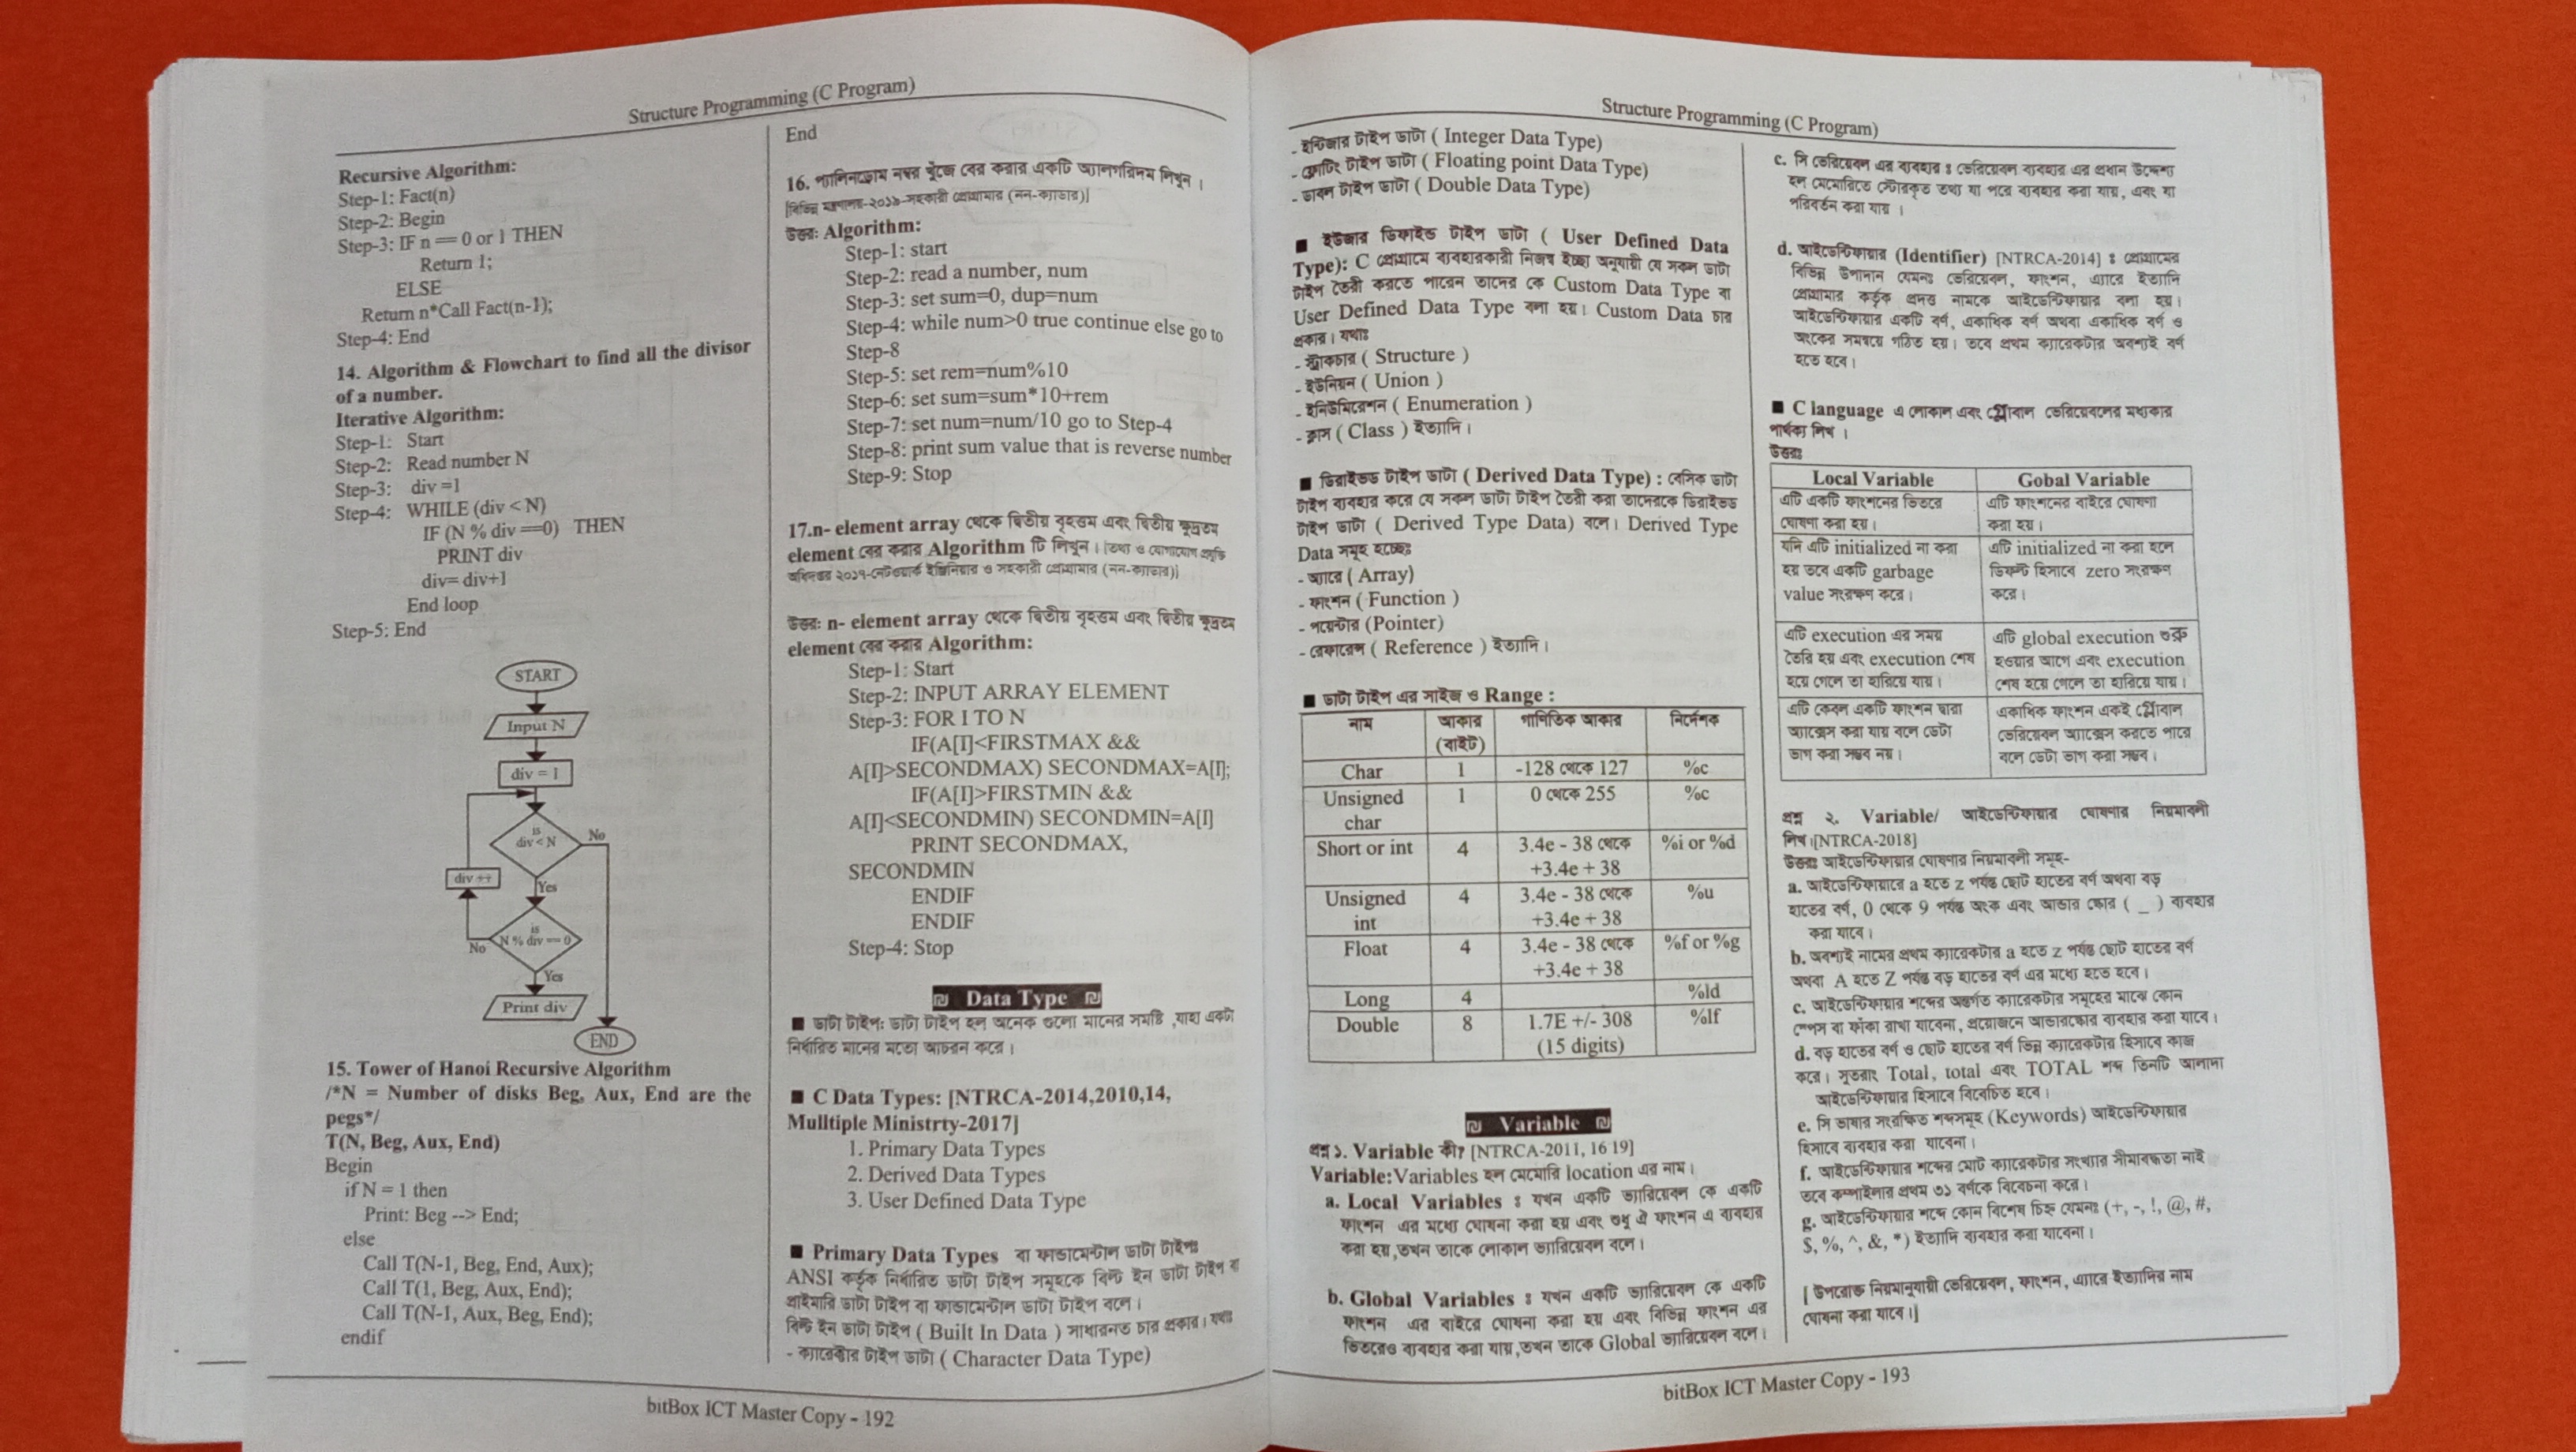 Structure Programming (C Program)
Recursive Algorithm:
Step-1: Fact(n)
Step-2: Begin
Step-3: IF n == 0 or 1 THEN
Return 1;
ELSE
Return n*Call Fact(n-1);
Step-4: End
14. Algorithm & Flowchart to find all the divisor
of a number.
Iterative Algorithm:
Step-1: Start
Step-2: Read number N
Step-3: div =1
Step-4: WHILE (div < N)
IF (N % div ==0) THEN
PRINT div
div= div+1
End loop
Step-5: End
START
Input N
div = 1
is
div < N
No
div ++
Yes
is
N % div == 0
No
Yes
Print div
END
15. Tower of Hanoi Recursive Algorithm
/*N = Number of disks Beg, Aux, End are the
pegs*/
T(N, Beg, Aux, End)
Begin
if N = 1 then
Print: Beg --> End;
else
Call T(N-1, Beg, End, Aux);
Call T(1, Beg, Aux, End);
Call T(N-1, Aux, Beg, End);
endif
End
16. প্যালিনড্রোম নম্বর খুঁজে বের করার একটি অ্যালগরিদম লিখুন ।
[বিভিন্ন মন্ত্রণালয়-২০১৯-সহকারী প্রোগ্রামার (নন-ক্যাডার)]
উত্তর: Algorithm:
Step-1: start
Step-2: read a number, num
Step-3: set sum=0, dup=num
Step-4: while num>0 true continue else go to
Step-8
Step-5: set rem=num%10
Step-6: set sum=sum*10+rem
Step-7: set num=num/10 go to Step-4
Step-8: print sum value that is reverse number
Step-9: Stop
17.n- element array থেকে দ্বিতীয় বৃহত্তম এবং দ্বিতীয় ক্ষুদ্রতম
element বের করার Algorithm টি লিখুন । [তথ্য ও যোগাযোগ প্রযুক্তি
অধিদপ্তর ২০১৭-নেটওয়ার্ক ইঞ্জিনিয়ার ও সহকারী প্রোগ্রামার (নন-ক্যাডার)]
উত্তর: n- element array থেকে দ্বিতীয় বৃহত্তম এবং দ্বিতীয় ক্ষুদ্রতম
element বের করার Algorithm:
Step-1: Start
Step-2: INPUT ARRAY ELEMENT
Step-3: FOR I TO N
IF(A[I]<FIRSTMAX &&
A[I]>SECONDMAX) SECONDMAX=A[I];
IF(A[I]>FIRSTMIN &&
A[I]<SECONDMIN) SECONDMIN=A[I]
PRINT SECONDMAX,
SECONDMIN
ENDIF
ENDIF
Step-4: Stop
Data Type
■ ডাটা টাইপ: ডাটা টাইপ হল অনেক গুলো মানের সমষ্টি ,যাহা একটা
নির্ধারিত মানের মতো আচরন করে ।
■ C Data Types: [NTRCA-2014,2010,14,
Mulltiple Ministrty-2017]
1. Primary Data Types
2. Derived Data Types
3. User Defined Data Type
■ Primary Data Types বা ফান্ডামেন্টাল ডাটা টাইপঃ
ANSI কর্তৃক নির্ধারিত ডাটা টাইপ সমূহকে বিল্ট ইন ডাটা টাইপ বা
প্রাইমারি ডাটা টাইপ বা ফান্ডামেন্টাল ডাটা টাইপ বলে ।
বিল্ট ইন ডাটা টাইপ ( Built In Data ) সাধারনত চার প্রকার । যথাঃ
- ক্যারেক্টার টাইপ ডাটা ( Character Data Type)
bitBox ICT Master Copy - 192
Structure Programming (C Program)
- ইন্টিজার টাইপ ডাটা ( Integer Data Type)
- ফ্লোটিং টাইপ ডাটা ( Floating point Data Type)
- ডাবল টাইপ ডাটা ( Double Data Type)
■ ইউজার ডিফাইন্ড টাইপ ডাটা ( User Defined Data
Type): C প্রোগ্রামে ব্যবহারকারী নিজস্ব ইচ্ছা অনুযায়ী যে সকল ডাটা
টাইপ তৈরী করতে পারেন তাদের কে Custom Data Type বা
User Defined Data Type বলা হয় । Custom Data চার
প্রকার । যথাঃ
- স্ট্রাকচার ( Structure )
- ইউনিয়ন ( Union )
- ইনিউমিরেশন ( Enumeration )
- ক্লাস ( Class ) ইত্যাদি ।
■ ডিরাইভড টাইপ ডাটা ( Derived Data Type) : বেসিক ডাটা
টাইপ ব্যবহার করে যে সকল ডাটা টাইপ তৈরী করা তাদেরকে ডিরাইভড
টাইপ ডাটা ( Derived Type Data) বলে । Derived Type
Data সমূহ হচ্ছেঃ
- অ্যারে ( Array)
- ফাংশন ( Function )
- পয়েন্টার (Pointer)
- রেফারেন্স ( Reference ) ইত্যাদি ।
■ ডাটা টাইপ এর সাইজ ও Range :
নাম আকার গাণিতিক আকার নির্দেশক
(বাইট)
Char 1 -128 থেকে 127 %c
Unsigned 1 0 থেকে 255 %c
char
Short or int 4 3.4e - 38 থেকে %i or %d
+3.4e + 38
Unsigned 4 3.4e - 38 থেকে %u
int +3.4e + 38
Float 4 3.4e - 38 থেকে %f or %g
+3.4e + 38
Long 4 %ld
Double 8 1.7E +/- 308 %lf
(15 digits)
Variable
প্রশ্ন ১. Variable কী? [NTRCA-2011, 16 19]
Variable:Variables হল মেমোরি location এর নাম ।
a. Local Variables ঃ যখন একটি ভ্যারিয়েবল কে একটি
ফাংশন এর মধ্যে ঘোষনা করা হয় এবং শুধু ঐ ফাংশন এ ব্যবহার
করা হয় ,তখন তাকে লোকাল ভ্যারিয়েবল বলে ।
b. Global Variables ঃ যখন একটি ভ্যারিয়েবল কে একটি
ফাংশন এর বাইরে ঘোষনা করা হয় এবং বিভিন্ন ফাংশন এর
ভিতরেও ব্যবহার করা যায় ,তখন তাকে Global ভ্যারিয়েবল বলে ।
c. সি ভেরিয়েবল এর ব্যবহার ঃ ভেরিয়েবল ব্যবহার এর প্রধান উদ্দেশ্য
হল মেমোরিতে স্টোরকৃত তথ্য যা পরে ব্যবহার করা যায়, এবং যা
পরিবর্তন করা যায় ।
d. আইডেন্টিফায়ার (Identifier) [NTRCA-2014] ঃ প্রোগ্রামের
বিভিন্ন উপাদান যেমনঃ ভেরিয়েবল, ফাংশন, এ্যারে ইত্যাদি
প্রোগ্রামার কর্তৃক প্রদত্ত নামকে আইডেন্টিফায়ার বলা হয় ।
আইডেন্টিফায়ার একটি বর্ণ, একাধিক বর্ণ অথবা একাধিক বর্ণ ও
অংকের সমন্বয়ে গঠিত হয় । তবে প্রথম ক্যারেকটার অবশ্যই বর্ণ
হতে হবে ।
■ C language এ লোকাল এবং গ্লোবাল ভেরিয়েবলের মধ্যকার
পার্থক্য লিখ ।
উত্তরঃ
Local Variable Gobal Variable
এটি একটি ফাংশনের ভিতরে এটি ফাংশনের বাইরে ঘোষণা
ঘোষণা করা হয় । করা হয় ।
যদি এটি initialized না করা এটি initialized না করা হলে
হয় তবে একটি garbage ডিফল্ট হিসাবে zero সংরক্ষণ
value সংরক্ষণ করে । করে ।
এটি execution এর সময় এটি global execution শুরু
তৈরি হয় এবং execution শেষ হওয়ার আগে এবং execution
হয়ে গেলে তা হারিয়ে যায় । শেষ হয়ে গেলে তা হারিয়ে যায় ।
এটি কেবল একটি ফাংশন দ্বারা একাধিক ফাংশন একই গ্লোবাল
অ্যাক্সেস করা যায় বলে ডেটা ভেরিয়েবল অ্যাক্সেস করতে পারে
ভাগ করা সম্ভব নয় । বলে ডেটা ভাগ করা সম্ভব ।
প্রশ্ন ২. Variable/ আইডেন্টিফায়ার ঘোষণার নিয়মাবলী
লিখ।[NTRCA-2018]
উত্তরঃ আইডেন্টিফায়ার ঘোষণার নিয়মাবলী সমূহ-
a. আইডেন্টিফায়ারে a হতে z পর্যন্ত ছোট হাতের বর্ণ অথবা বড়
হাতের বর্ণ, 0 থেকে 9 পর্যন্ত অংক এবং আন্ডার স্কোর ( _ ) ব্যবহার
করা যাবে ।
b. অবশ্যই নামের প্রথম ক্যারেকটার a হতে z পর্যন্ত ছোট হাতের বর্ণ
অথবা A হতে Z পর্যন্ত বড় হাতের বর্ণ এর মধ্যে হতে হবে ।
c. আইডেন্টিফায়ার শব্দের অন্তর্গত ক্যারেকটার সমূহের মাঝে কোন
স্পেস বা ফাঁকা রাখা যাবেনা, প্রয়োজনে আন্ডারস্কোর ব্যবহার করা যাবে ।
d. বড় হাতের বর্ণ ও ছোট হাতের বর্ণ ভিন্ন ক্যারেকটার হিসাবে কাজ
করে । সুতরাং Total, total এবং TOTAL শব্দ তিনটি আলাদা
আইডেন্টিফায়ার হিসাবে বিবেচিত হবে ।
e. সি ভাষার সংরক্ষিত শব্দসমূহ (Keywords) আইডেন্টিফায়ার
হিসাবে ব্যবহার করা যাবেনা ।
f. আইডেন্টিফায়ার শব্দের মোট ক্যারেকটার সংখ্যার সীমাবদ্ধতা নাই
তবে কম্পাইলার প্রথম ৩১ বর্ণকে বিবেচনা করে ।
g. আইডেন্টিফায়ার শব্দে কোন বিশেষ চিহ্ন যেমনঃ (+, -, !, @, #,
$, %, ^, &, *) ইত্যাদি ব্যবহার করা যাবেনা ।
[ উপরোক্ত নিয়মানুযায়ী ভেরিয়েবল, ফাংশন, এ্যারে ইত্যাদির নাম
ঘোষনা করা যাবে ।]
bitBox ICT Master Copy - 193